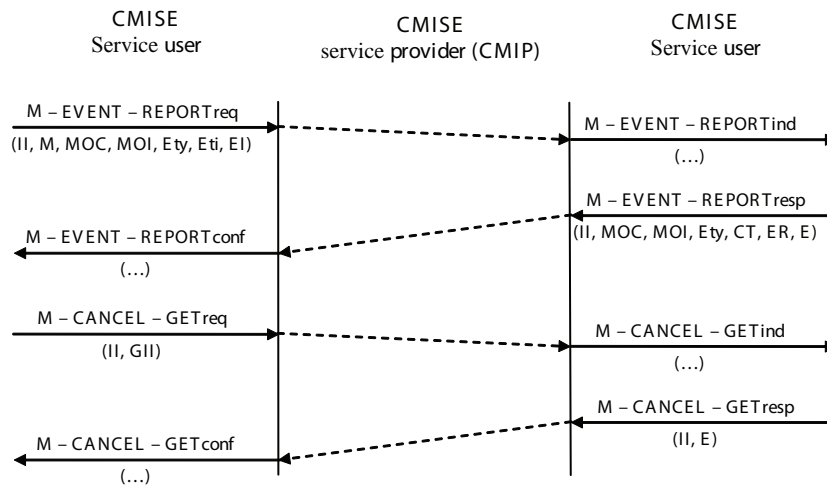 CMISE
Service user
CMISE
service provider (CMIP)
CMISE
Service user
M – EVENT – REPORTreq
(II, M, MOC, MOI, Ety, Eti, EI)
M – EVENT – REPORTind
(...)
M – EVENT – REPORTresp
(II, MOC, MOI, Ety, CT, ER, E)
M – EVENT – REPORTconf
(...)
M – CANCEL – GETreq
(II, GII)
M – CANCEL – GETind
(...)
M – CANCEL – GETresp
(II, E)
M – CANCEL – GETconf
(...)